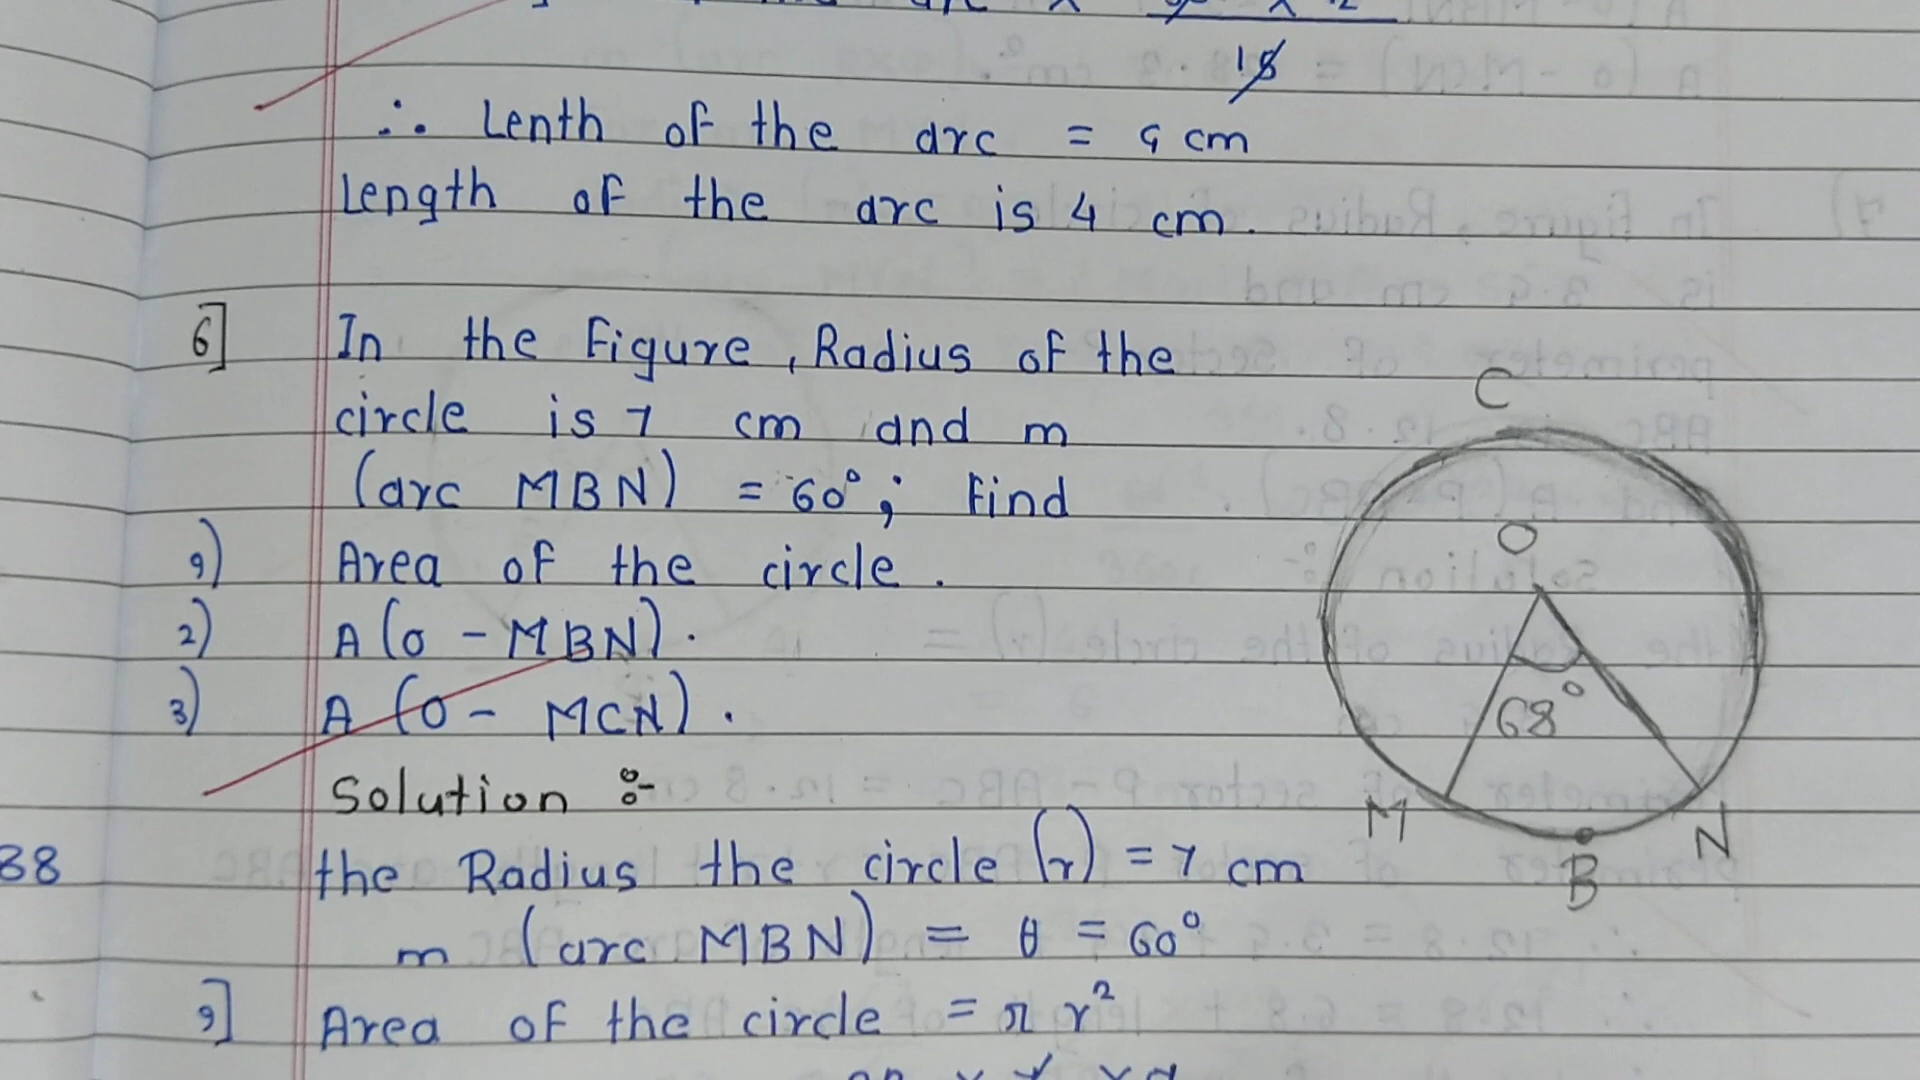 18
∴ Lenth of the arc = 4 cm
Length of the arc is 4 cm.
6] In the Figure, Radius of the
circle is 7 cm and m
(arc MBN) = 60°; Find
1) Area of the circle.
2) A (O - MBN).
3) A (O - MCN).
Solution :-
38 the Radius the circle (r) = 7 cm
m (arc MBN) = θ = 60°
1] Area of the circle = π r²
C
O
68°
M
N
B